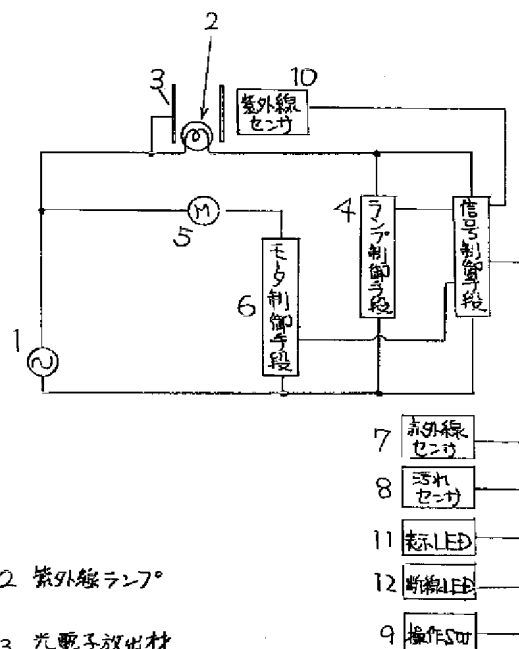 2
3
10
紫外線
センサ
4
ランプ制御手段
信号制御手段
M
5
モータ制御手段
6
1
7
赤外線
センサ
8
汚れ
センサ
11 表示LED
12 断線LED
9 操作SW
2 紫外線ランプ
3 光電子放出材